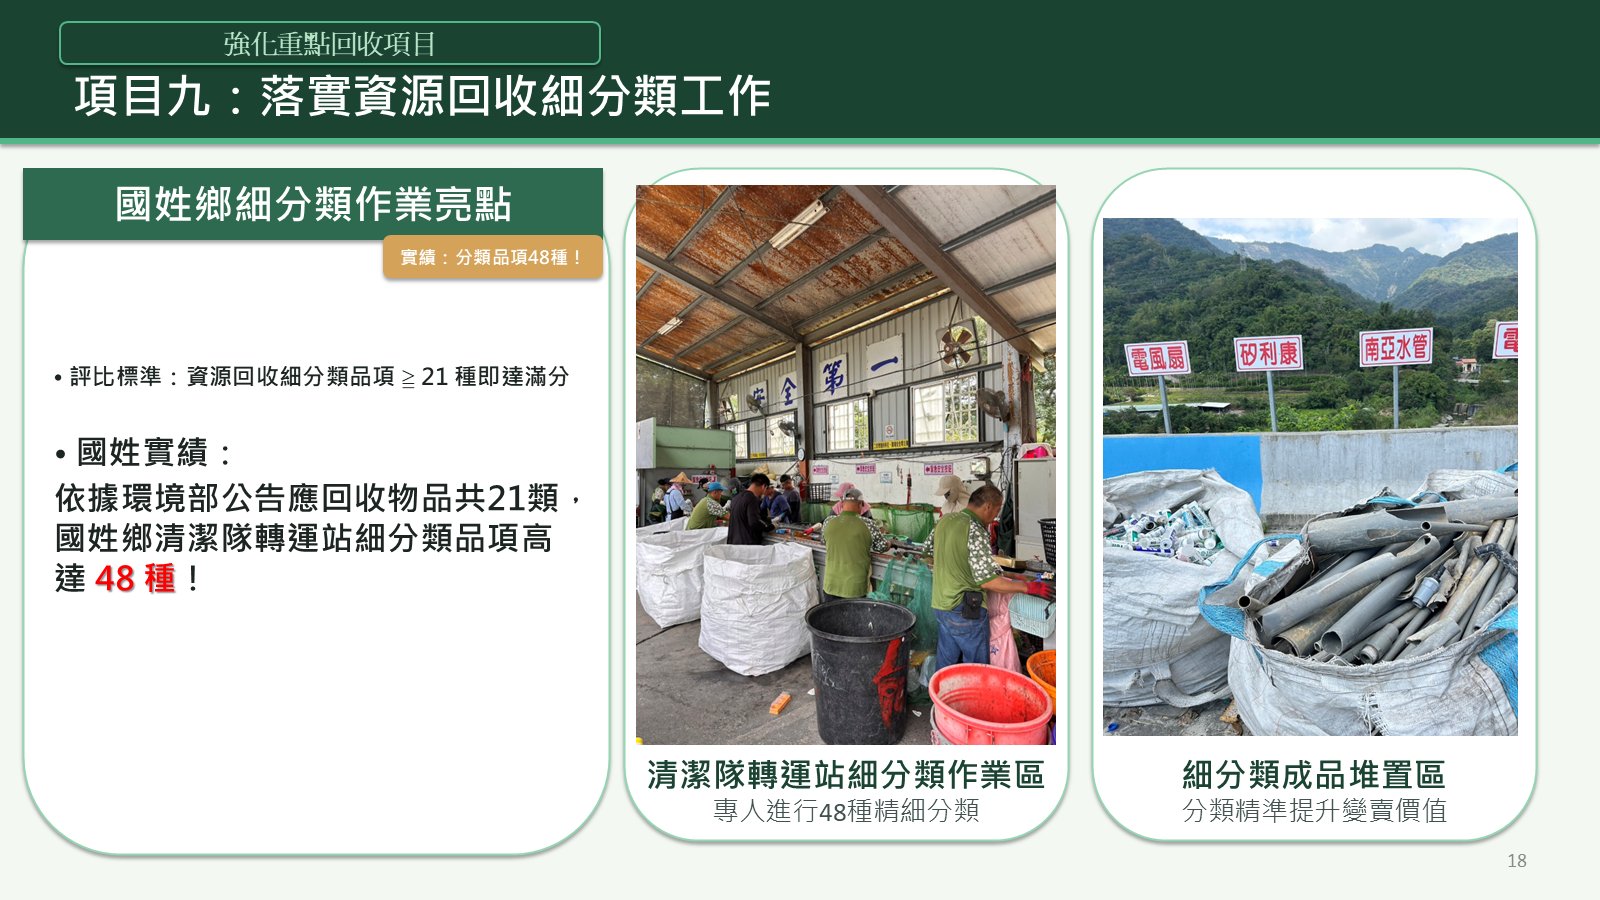 強化重點回收項目
項目九：落實資源回收細分類工作
國姓鄉細分類作業亮點
實績：分類品項48種！
• 評比標準：資源回收細分類品項 ≧ 21 種即達滿分
• 國姓實績：
依據環境部公告應回收物品共21類，
國姓鄉清潔隊轉運站細分類品項高
達 48 種！
安全第一
清潔隊轉運站細分類作業區
專人進行48種精細分類
電風扇
矽利康
南亞水管
電
細分類成品堆置區
分類精準提升變賣價值
18